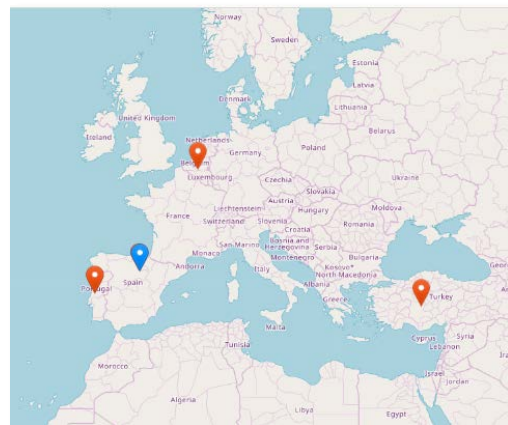 Norway
Sweden
Estonia
Latvia
Denmark
Lithuania
United Kingdom
Ireland
Netherlands
Belarus
Poland
Germany
Belgium
Luxembourg
Czechia
Ukraine
Slovakia
Austria
Liechtenstein
Moldova
France
Switzerland
Hungary
Slovenia
Romania
Croatia
San Marino
Bosnia and
Herzegovina
Serbia
Monaco
Montenegro
Bulgaria
Andorra
Italy
Kosovo
North Macedonia
Albania
Spain
Portugal
Turkey
Greece
Malta
Cyprus
Syria
Lebanon
Tunisia
Morocco
Israel
Jordan
Algeria
Libya
Egypt